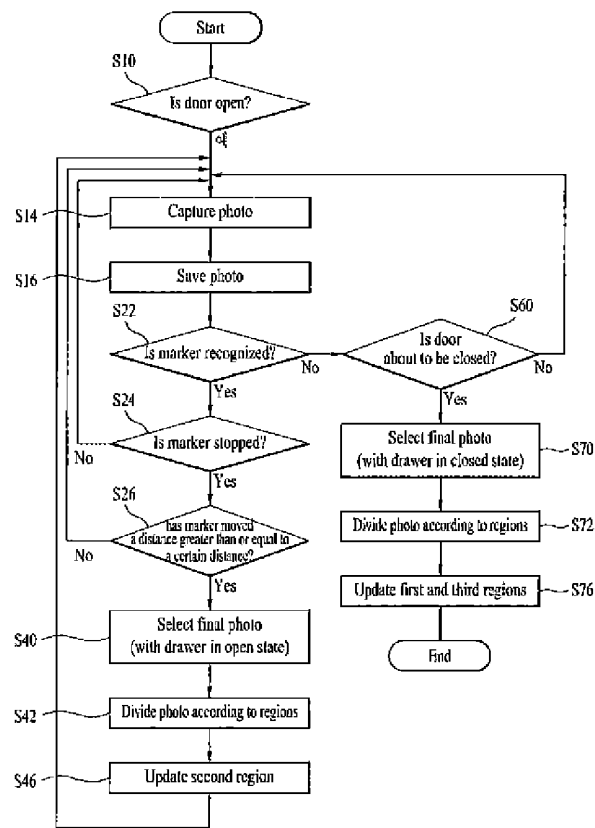 Start
S10
Is door open?
예
S14
Capture photo
S16
Save photo
S22
Is marker recognized?
No
Yes
S60
Is door
about to be closed?
No
Yes
S24
Is marker stopped?
No
Yes
S26
has marker moved
a distance greater than or equal to
a certain distance?
No
Yes
S40
Select final photo
(with drawer in open state)
S42
Divide photo according to regions
S46
Update second region
Select final photo
(with drawer in closed state)
S70
Divide photo according to regions
S72
Update first and third regions
S76
End